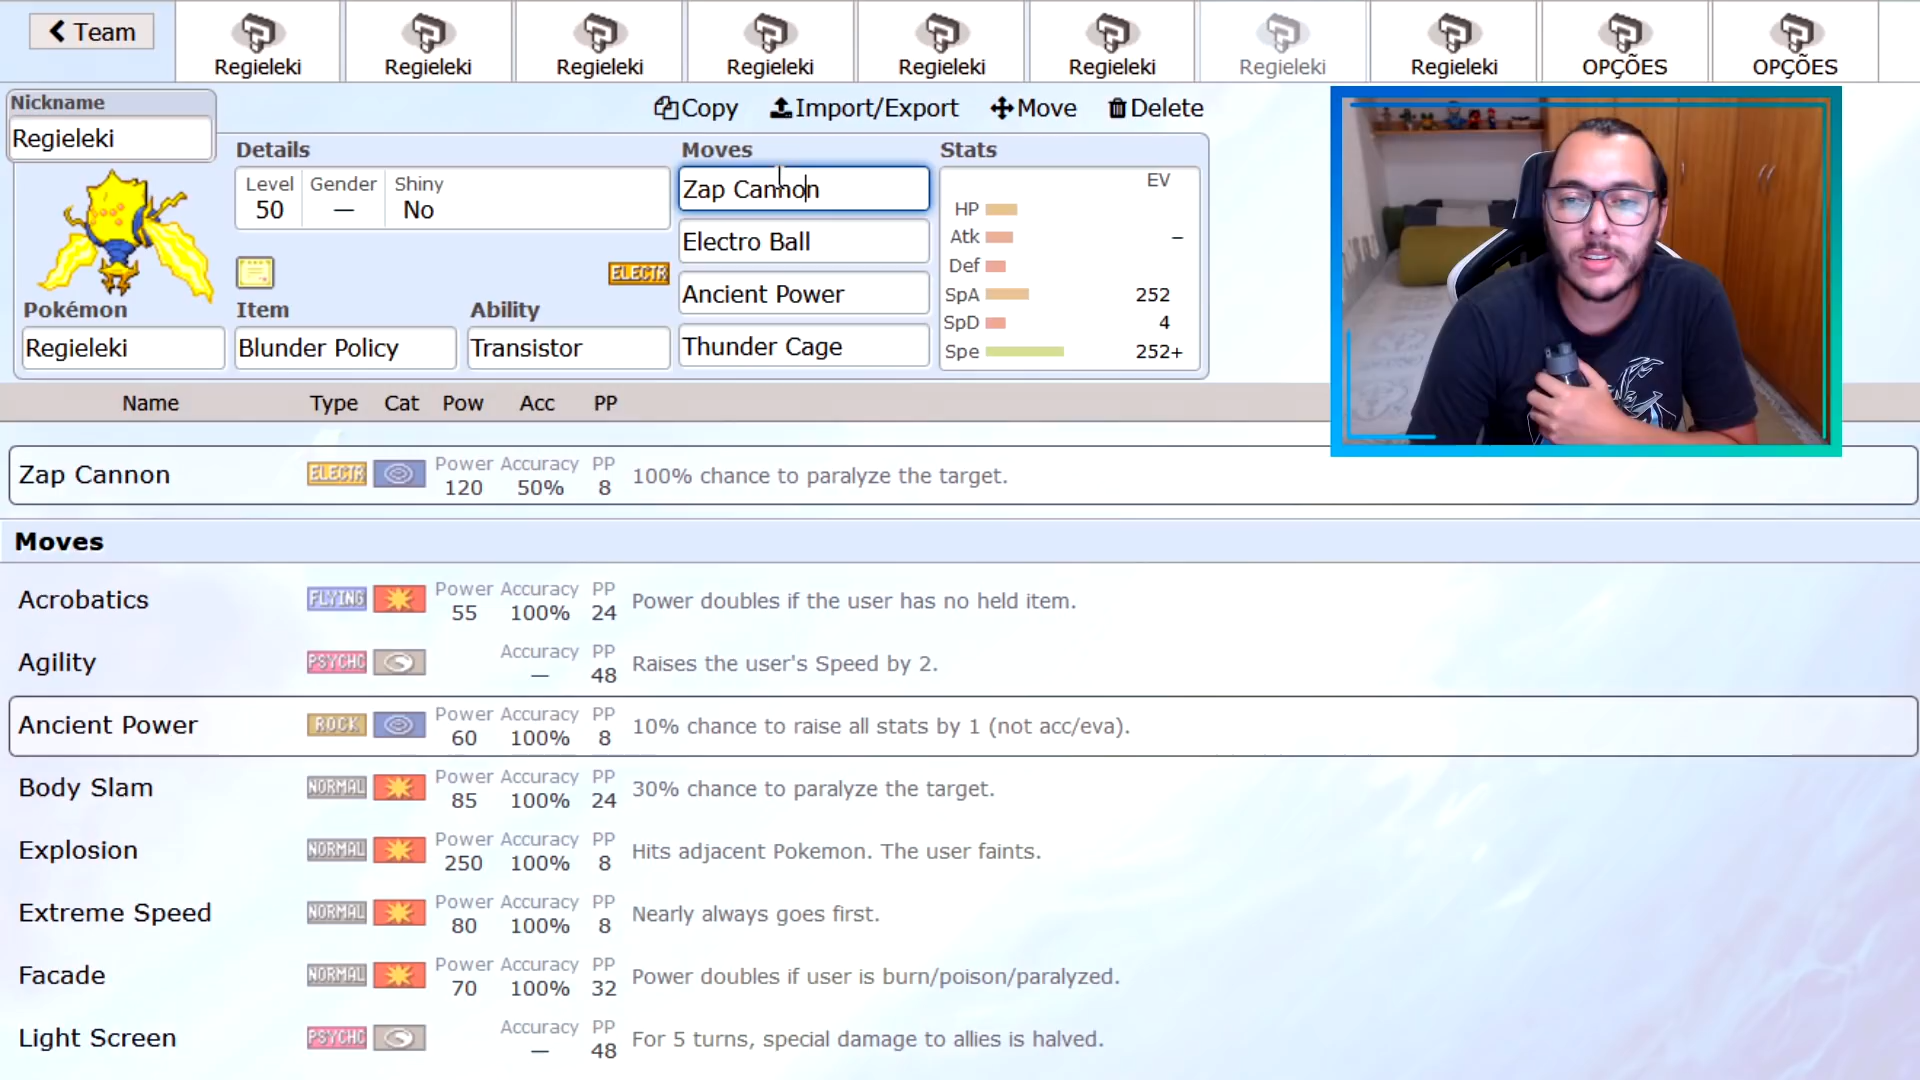 Team
Regieleki
Regieleki
Regieleki
Regieleki
Regieleki
Regieleki
Regieleki
Regieleki
OPÇÕES
OPÇÕES
Nickname
Regieleki
Copy
Import/Export
Move
Delete
Details
Level
50
Gender
—
Shiny
No
ELECTR
Pokémon
Regieleki
Item
Blunder Policy
Ability
Transistor
Moves
Zap Cannon
Electro Ball
Ancient Power
Thunder Cage
Stats
EV
HP
Atk –
Def
SpA 252
SpD 4
Spe 252+
Name Type Cat Pow Acc PP
Zap Cannon ELECTR Power 120 Accuracy 50% PP 8 100% chance to paralyze the target.
Moves
Acrobatics FLYING Power 55 Accuracy 100% PP 24 Power doubles if the user has no held item.
Agility PSYCHC Accuracy — PP 48 Raises the user's Speed by 2.
Ancient Power ROCK Power 60 Accuracy 100% PP 8 10% chance to raise all stats by 1 (not acc/eva).
Body Slam NORMAL Power 85 Accuracy 100% PP 24 30% chance to paralyze the target.
Explosion NORMAL Power 250 Accuracy 100% PP 8 Hits adjacent Pokemon. The user faints.
Extreme Speed NORMAL Power 80 Accuracy 100% PP 8 Nearly always goes first.
Facade NORMAL Power 70 Accuracy 100% PP 32 Power doubles if user is burn/poison/paralyzed.
Light Screen PSYCHC Accuracy — PP 48 For 5 turns, special damage to allies is halved.